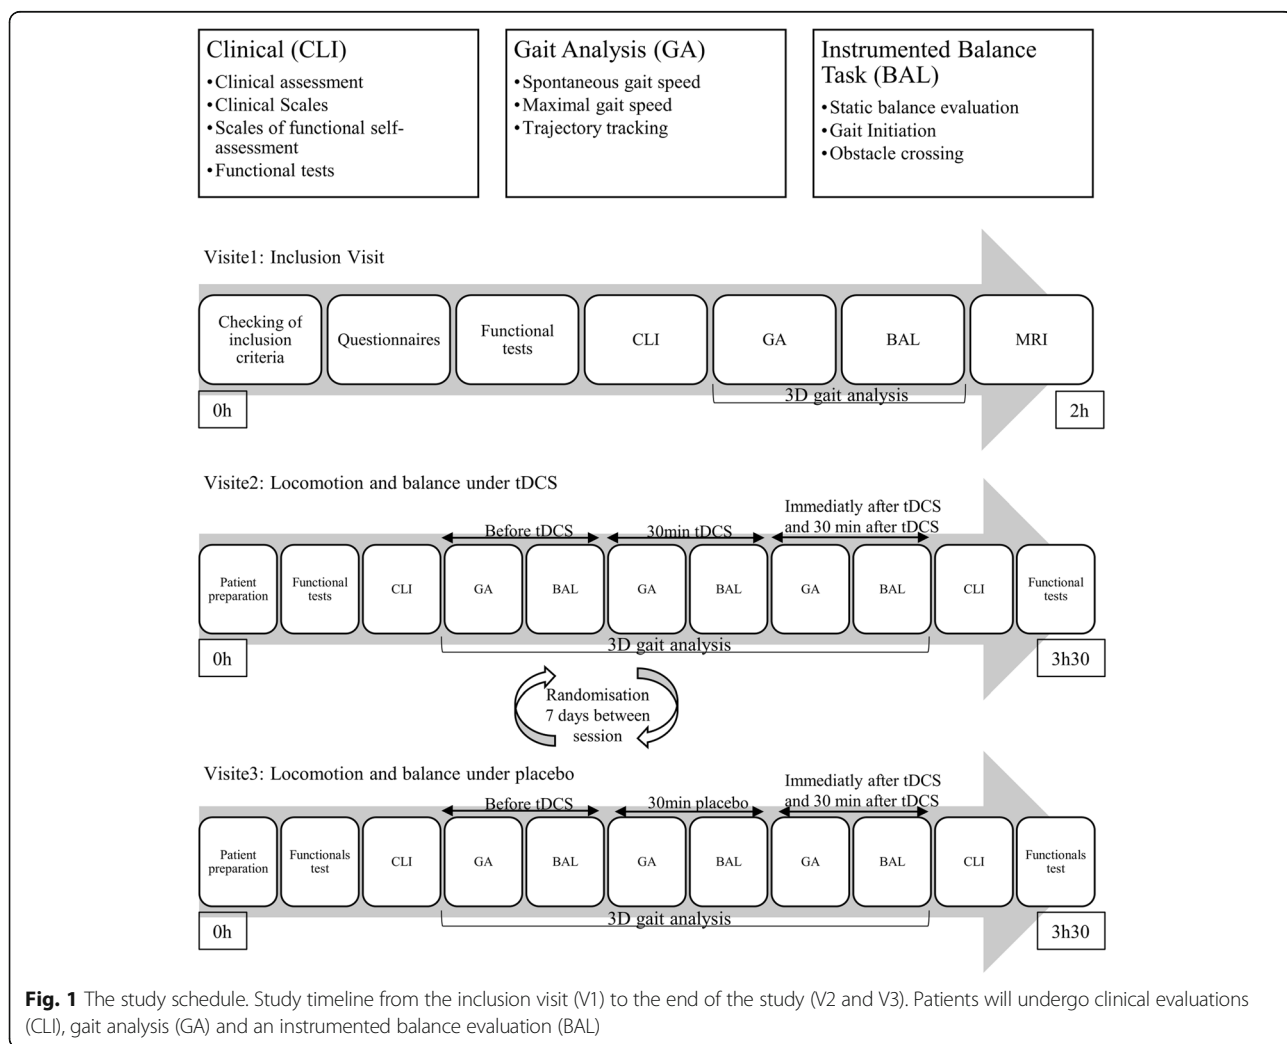 Clinical (CLI)
•Clinical assessment
•Clinical Scales
•Scales of functional self-
assessment
•Functional tests
Gait Analysis (GA)
•Spontaneous gait speed
•Maximal gait speed
•Trajectory tracking
Instrumented Balance
Task (BAL)
•Static balance evaluation
•Gait Initiation
•Obstacle crossing
Visite1: Inclusion Visit
Checking of
inclusion
criteria
Questionnaires
Functional
tests
CLI
GA
BAL
MRI
3D gait analysis
0h
2h
Visite2: Locomotion and balance under tDCS
Before tDCS
30min tDCS
Immediatly after tDCS
and 30 min after tDCS
Patient
preparation
Functional
tests
CLI
GA
BAL
GA
BAL
GA
BAL
CLI
Functional
tests
3D gait analysis
0h
3h30
Randomisation
7 days between
session
Visite3: Locomotion and balance under placebo
Before tDCS
30min placebo
Immediatly after tDCS
and 30 min after tDCS
Patient
preparation
Functionals
test
CLI
GA
BAL
GA
BAL
GA
BAL
CLI
Functionals
test
3D gait analysis
0h
3h30
Fig. 1 The study schedule. Study timeline from the inclusion visit (V1) to the end of the study (V2 and V3). Patients will undergo clinical evaluations
(CLI), gait analysis (GA) and an instrumented balance evaluation (BAL)